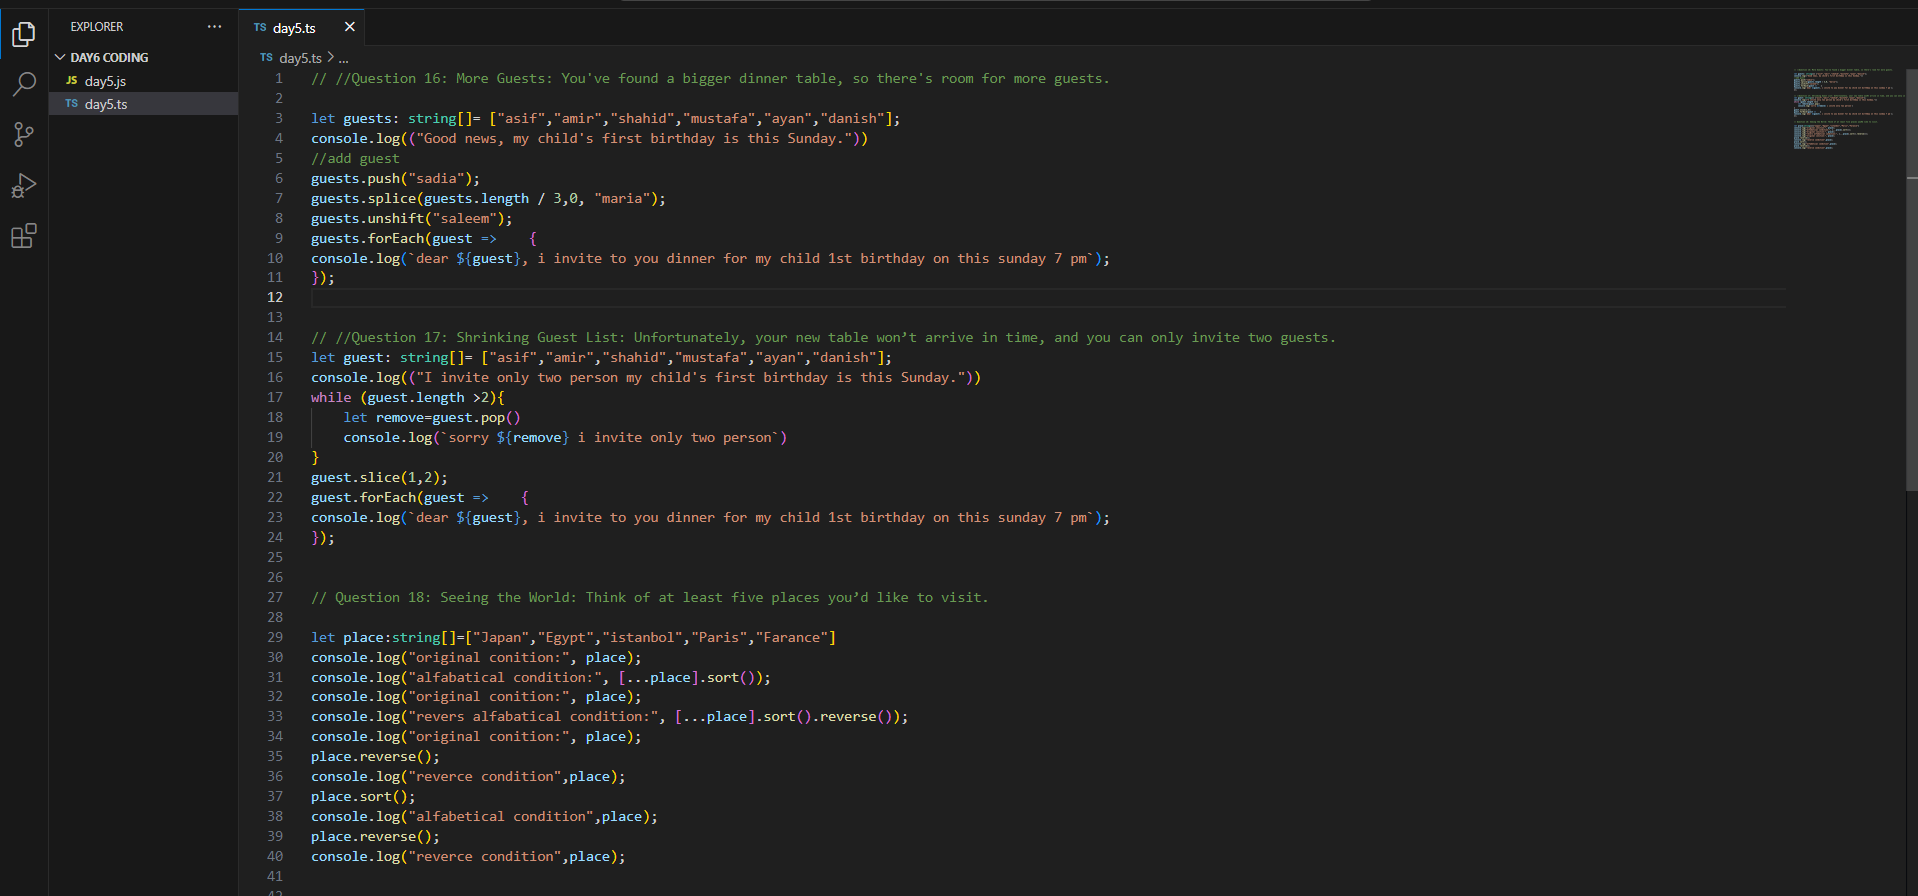 EXPLORER ...
DAY6 CODING
JS day5.js
TS day5.ts
TS day5.ts ×
TS day5.ts > ...
1 // //Question 16: More Guests: You've found a bigger dinner table, so there's room for more guests.
2
3 let guests: string[]= ["asif","amir","shahid","mustafa","ayan","danish"];
4 console.log(("Good news, my child's first birthday is this Sunday."))
5 //add guest
6 guests.push("sadia");
7 guests.splice(guests.length / 3,0, "maria");
8 guests.unshift("saleem");
9 guests.forEach(guest =>    {
10 console.log(`dear ${guest}, i invite to you dinner for my child 1st birthday on this sunday 7 pm`);
11 });
12
13
14 // //Question 17: Shrinking Guest List: Unfortunately, your new table won’t arrive in time, and you can only invite two guests.
15 let guest: string[]= ["asif","amir","shahid","mustafa","ayan","danish"];
16 console.log(("I invite only two person my child's first birthday is this Sunday."))
17 while (guest.length >2){
18     let remove=guest.pop()
19     console.log(`sorry ${remove} i invite only two person`)
20 }
21 guest.slice(1,2);
22 guest.forEach(guest =>    {
23 console.log(`dear ${guest}, i invite to you dinner for my child 1st birthday on this sunday 7 pm`);
24 });
25
26
27 // Question 18: Seeing the World: Think of at least five places you’d like to visit.
28
29 let place:string[]=["Japan","Egypt","istanbol","Paris","Farance"]
30 console.log("original conition:", place);
31 console.log("alfabatical condition:", [...place].sort());
32 console.log("original conition:", place);
33 console.log("revers alfabatical condition:", [...place].sort().reverse());
34 console.log("original conition:", place);
35 place.reverse();
36 console.log("reverce condition",place);
37 place.sort();
38 console.log("alfabetical condition",place);
39 place.reverse();
40 console.log("reverce condition",place);
41
42